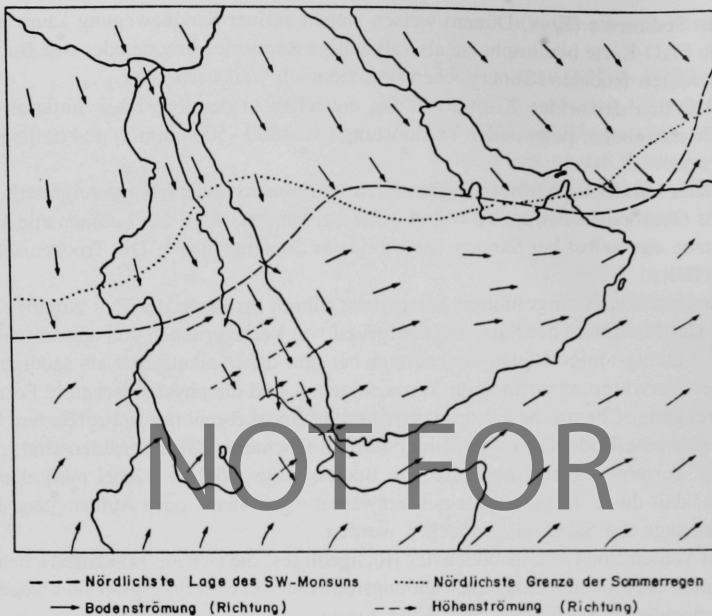 NOT FOR
Nördlichste Lage des SW-Monsuns
Nördlichste Grenze der Sommerregen
Bodenströmung (Richtung)
Höhenströmung (Richtung)